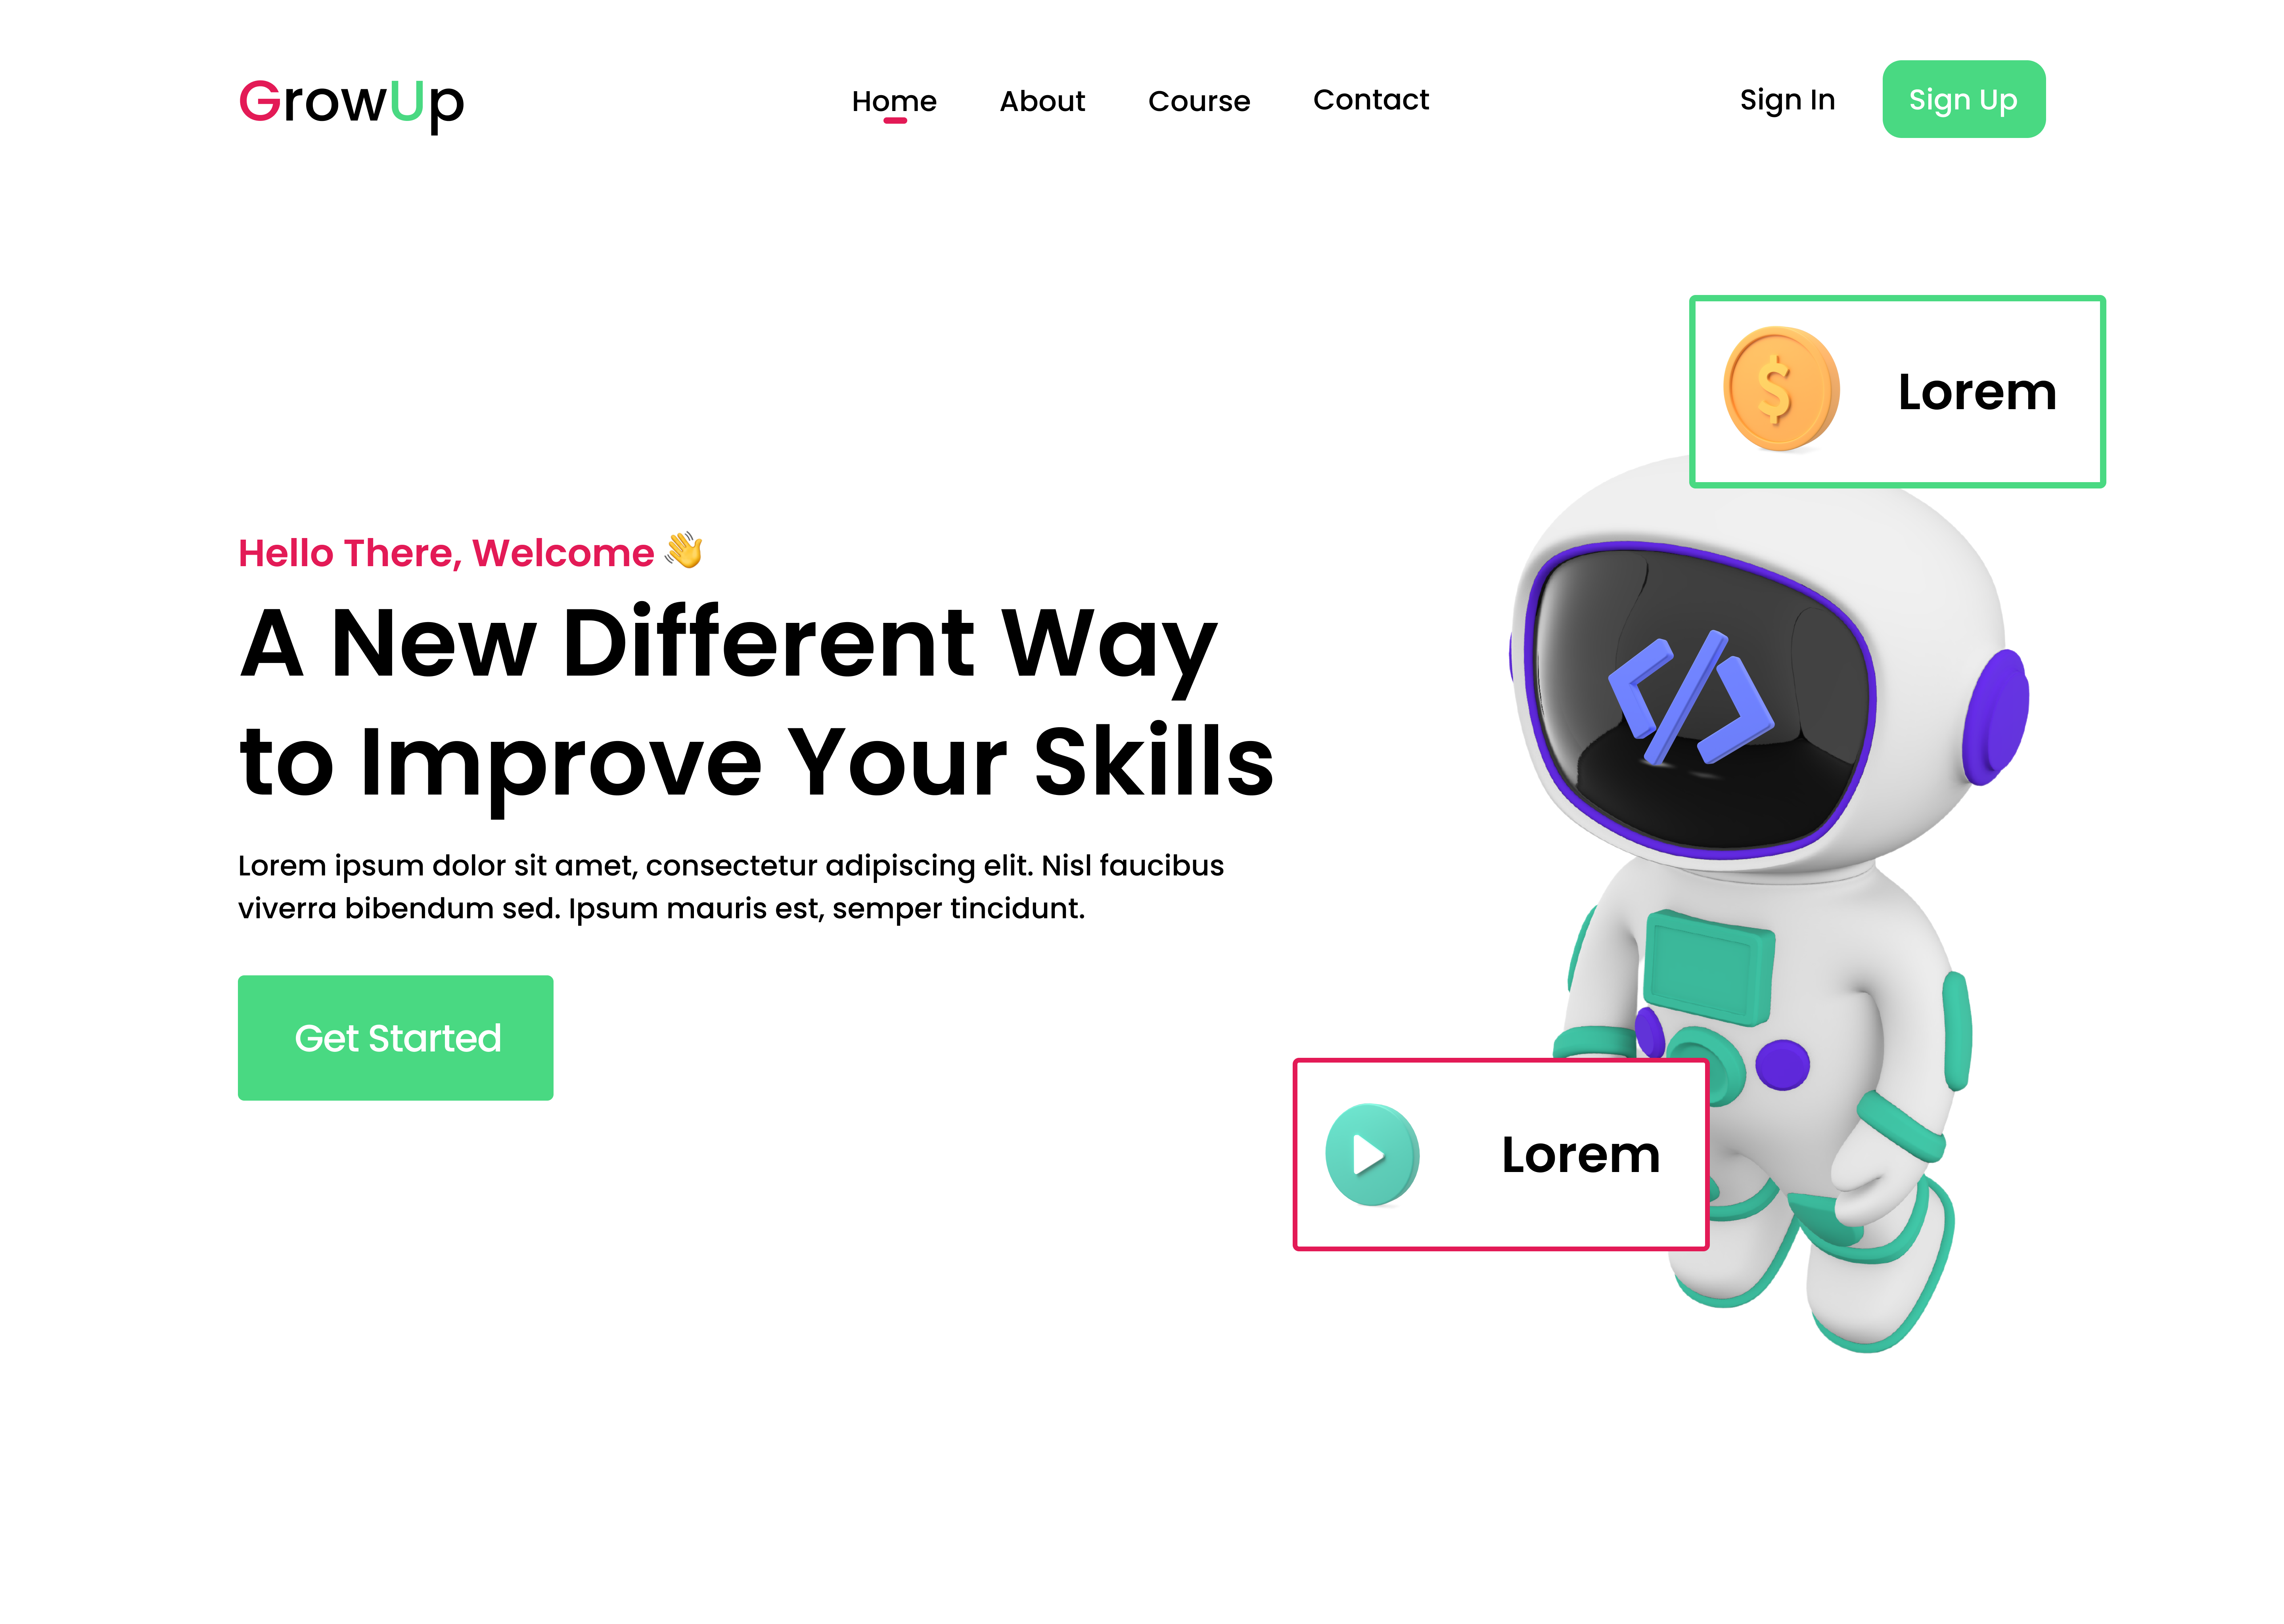 GrowUp
Home About Course Contact
Sign In Sign Up
Lorem
Hello There, Welcome 👋
A New Different Way
to Improve Your Skills
Lorem ipsum dolor sit amet, consectetur adipiscing elit. Nisl faucibus
viverra bibendum sed. Ipsum mauris est, semper tincidunt.
Get Started
Lorem